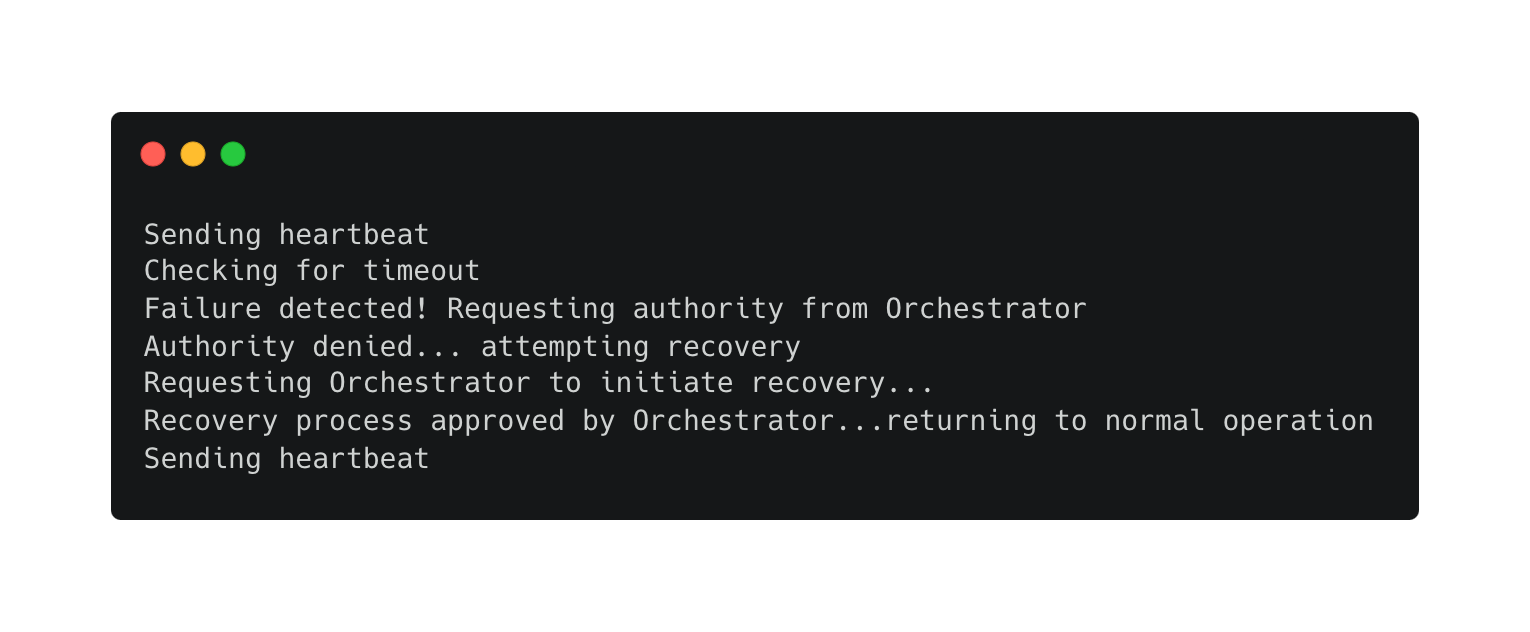 Sending heartbeat
Checking for timeout
Failure detected! Requesting authority from Orchestrator
Authority denied... attempting recovery
Requesting Orchestrator to initiate recovery...
Recovery process approved by Orchestrator...returning to normal operation
Sending heartbeat